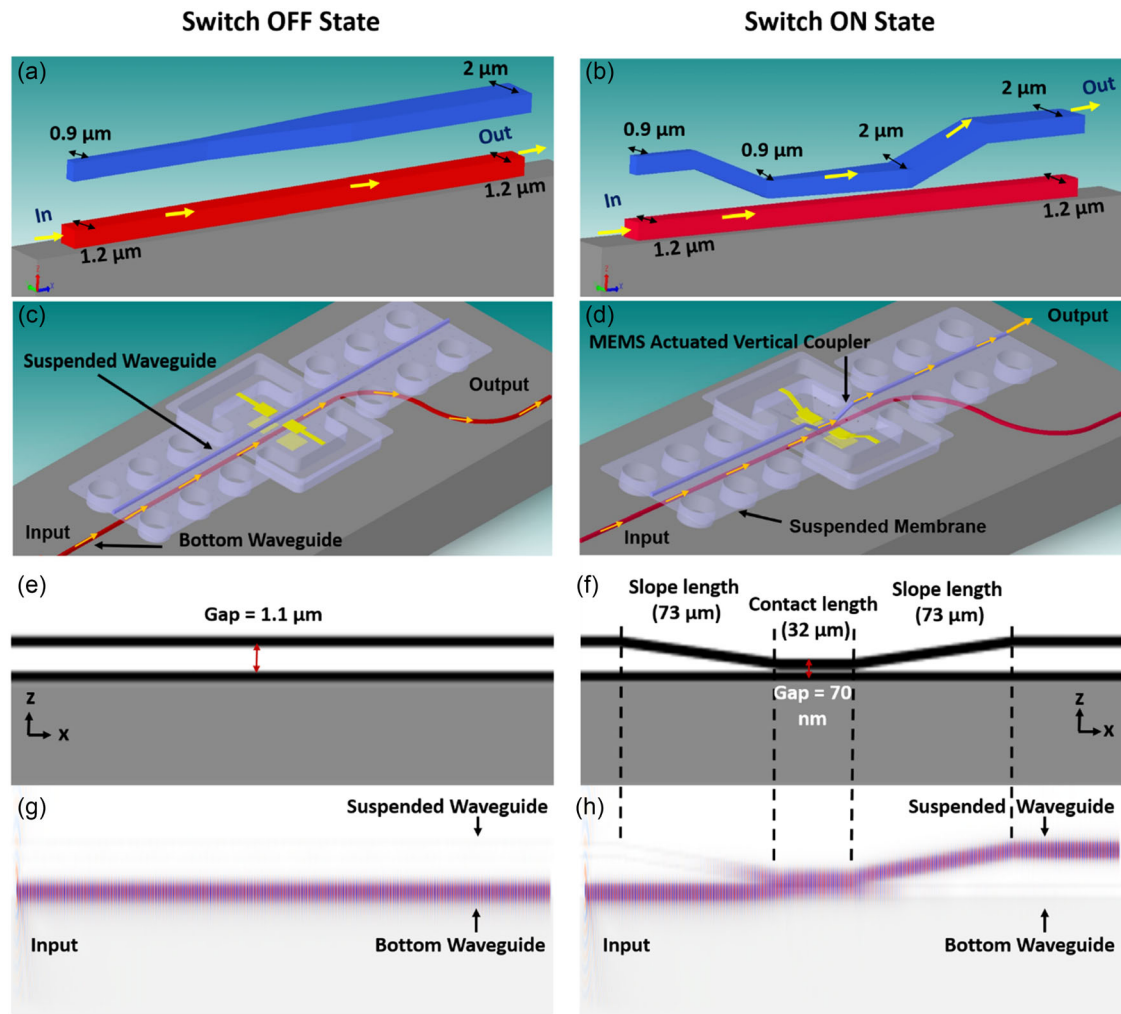 Switch OFF State
Switch ON State
(a)
2 µm
0.9 µm
Out
In
1.2 µm
1.2 µm
z
x
(b)
2 µm
Out
0.9 µm
2 µm
0.9 µm
In
1.2 µm
1.2 µm
z
x
(c)
Suspended Waveguide
Output
Input
Bottom Waveguide
(d)
Output
MEMS Actuated Vertical Coupler
Input
Suspended Membrane
(e)
Gap = 1.1 µm
z
x
(f)
Slope length
(73 µm)
Contact length
(32 µm)
Slope length
(73 µm)
Gap = 70
nm
z
x
(g)
Suspended Waveguide
Input
Bottom Waveguide
(h)
Suspended Waveguide
Input
Bottom Waveguide